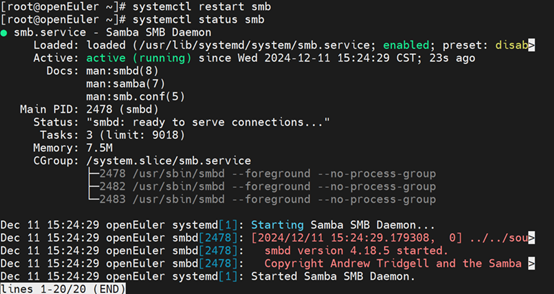 [root@openEuler ~]# systemctl restart smb
[root@openEuler ~]# systemctl status smb
● smb.service - Samba SMB Daemon
     Loaded: loaded (/usr/lib/systemd/system/smb.service; enabled; preset: disab>
     Active: active (running) since Wed 2024-12-11 15:24:29 CST; 23s ago
       Docs: man:smbd(8)
             man:samba(7)
             man:smb.conf(5)
   Main PID: 2478 (smbd)
     Status: "smbd: ready to serve connections..."
      Tasks: 3 (limit: 9018)
     Memory: 7.5M
     CGroup: /system.slice/smb.service
             ├─2478 /usr/sbin/smbd --foreground --no-process-group
             ├─2482 /usr/sbin/smbd --foreground --no-process-group
             └─2483 /usr/sbin/smbd --foreground --no-process-group
Dec 11 15:24:29 openEuler systemd[1]: Starting Samba SMB Daemon...
Dec 11 15:24:29 openEuler smbd[2478]: [2024/12/11 15:24:29.179308,  0] ../../sou>
Dec 11 15:24:29 openEuler smbd[2478]:   smbd version 4.18.5 started.
Dec 11 15:24:29 openEuler smbd[2478]:   Copyright Andrew Tridgell and the Samba >
Dec 11 15:24:29 openEuler systemd[1]: Started Samba SMB Daemon.
lines 1-20/20 (END)